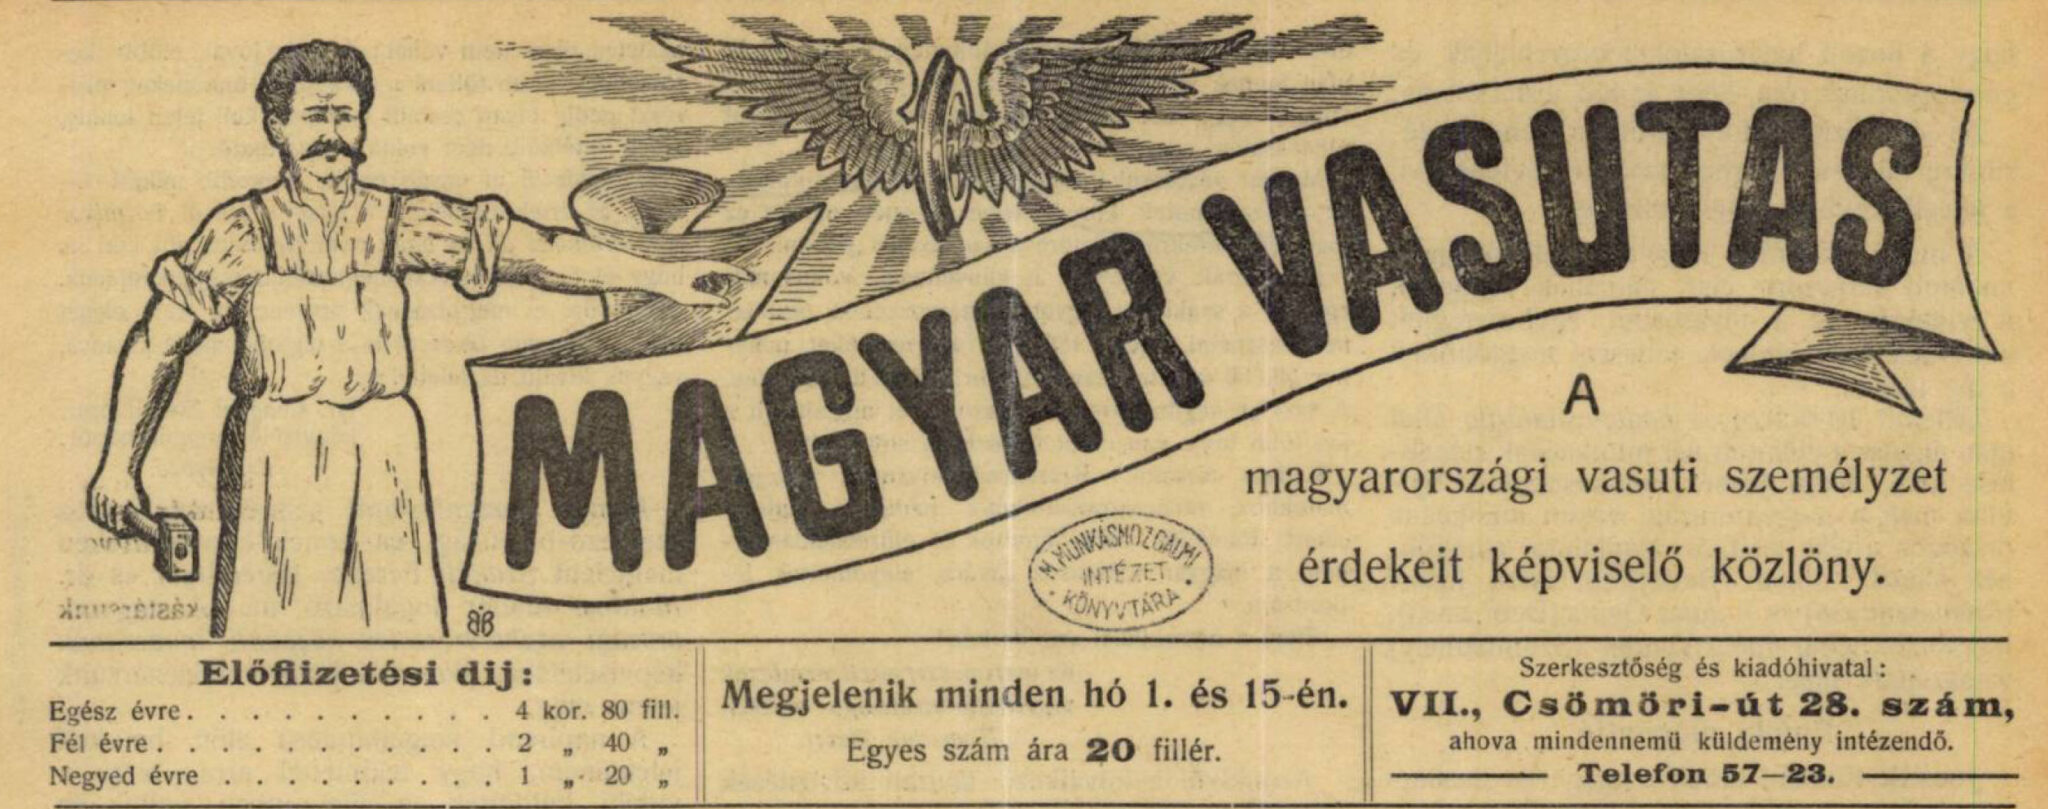 MAGYAR VASUTAS
A
magyarországi vasuti személyzet
érdekeit képviselő közlöny.
M. MUNKÁSMOZGALMI
INTÉZET
KÖNYVTÁRA
Előfiizetési dij:
Egész évre. . . . . . . . . . . 4 kor. 80 fill.
Fél évre . . . . . . . . . . . . 2 „ 40 „
Negyed évre . . . . . . . . . . 1 „ 20 „
Megjelenik minden hó 1. és 15-én.
Egyes szám ára 20 fillér.
Szerkesztőség és kiadóhivatal:
VII., Csömöri-út 28. szám,
ahova mindennemü küldemény intézendő.
Telefon 57—23.